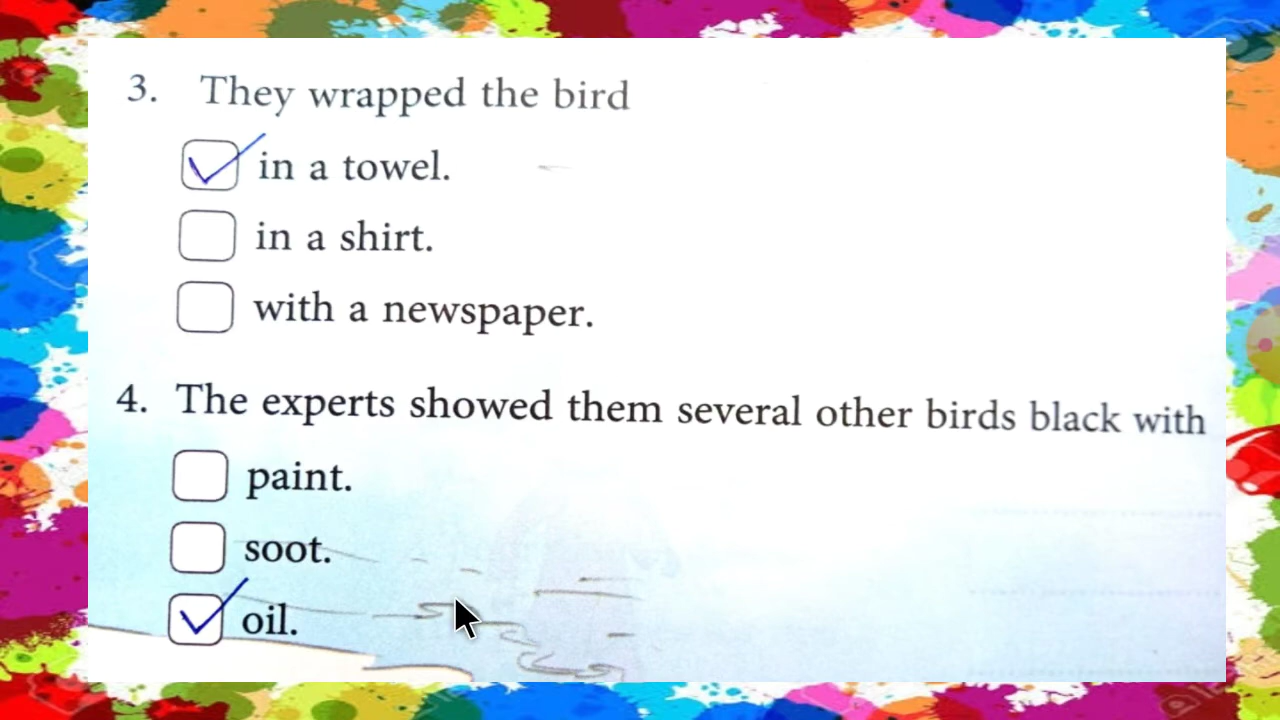 3. They wrapped the bird
in a towel.
in a shirt.
with a newspaper.
4. The experts showed them several other birds black with
paint.
soot.
oil.